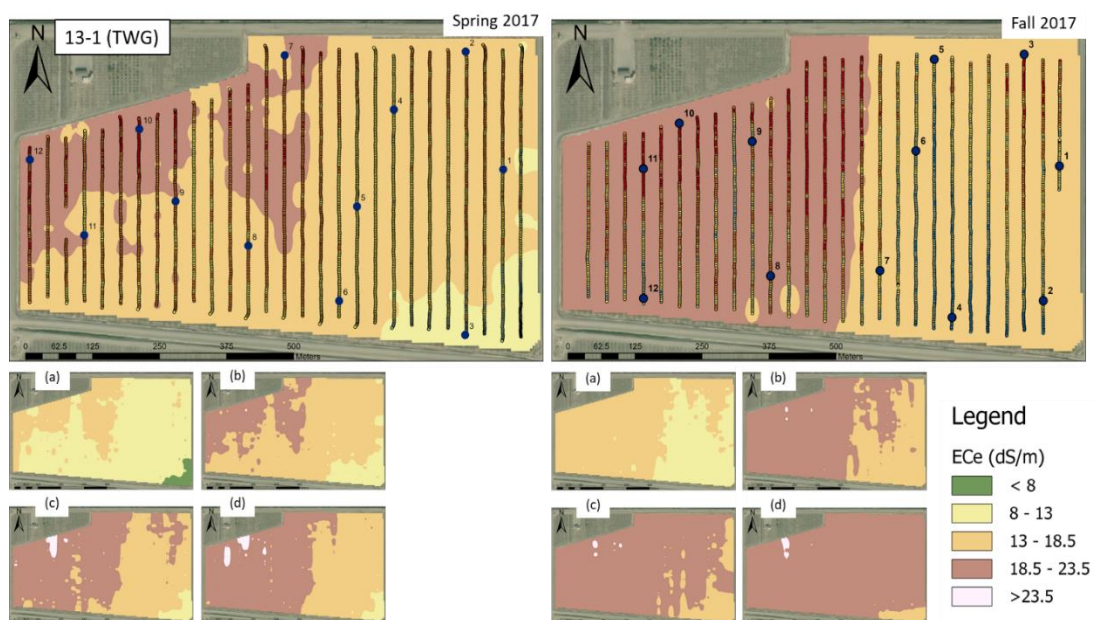 Spring 2017
Fall 2017
N
13-1 (TWG)
7
2
4
10
12
1
9
5
11
8
6
3
0 62.5 125 250 375 500
Meters
N
5
3
10
9
6
1
11
8
7
12
4
2
0 62.5 125 250 375 500
Meters
(a)
(b)
(c)
(d)
(a)
(b)
(c)
(d)
Legend
ECe (dS/m)
< 8
8 - 13
13 - 18.5
18.5 - 23.5
>23.5